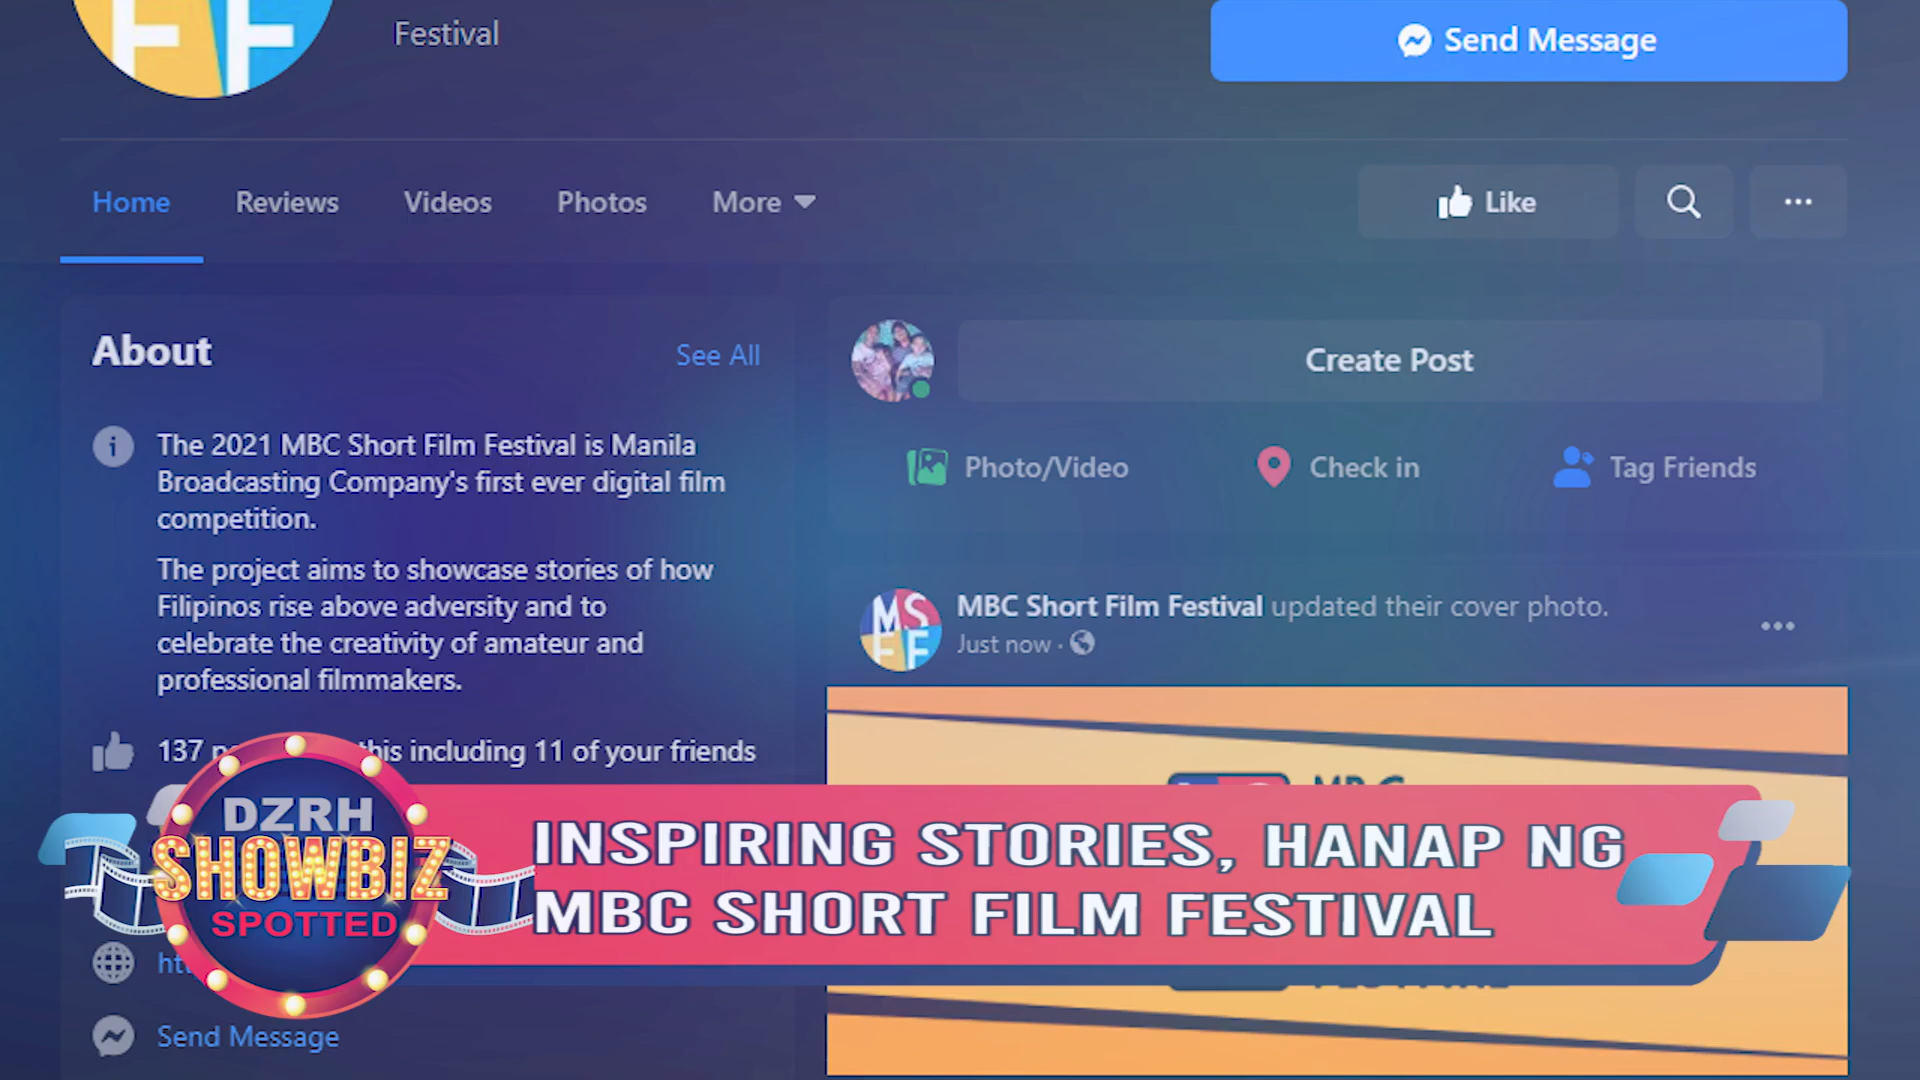 F F
Festival
Send Message
Home Reviews Videos Photos More
Like
About
See All
Create Post
The 2021 MBC Short Film Festival is Manila
Broadcasting Company's first ever digital film
competition.
Photo/Video Check in Tag Friends
The project aims to showcase stories of how
Filipinos rise above adversity and to
celebrate the creativity of amateur and
professional filmmakers.
MS
FF
MBC Short Film Festival updated their cover photo.
Just now
137 this including 11 of your friends
DZRH
SHOWBIZ
SPOTTED
INSPIRING STORIES, HANAP NG
MBC SHORT FILM FESTIVAL
Send Message